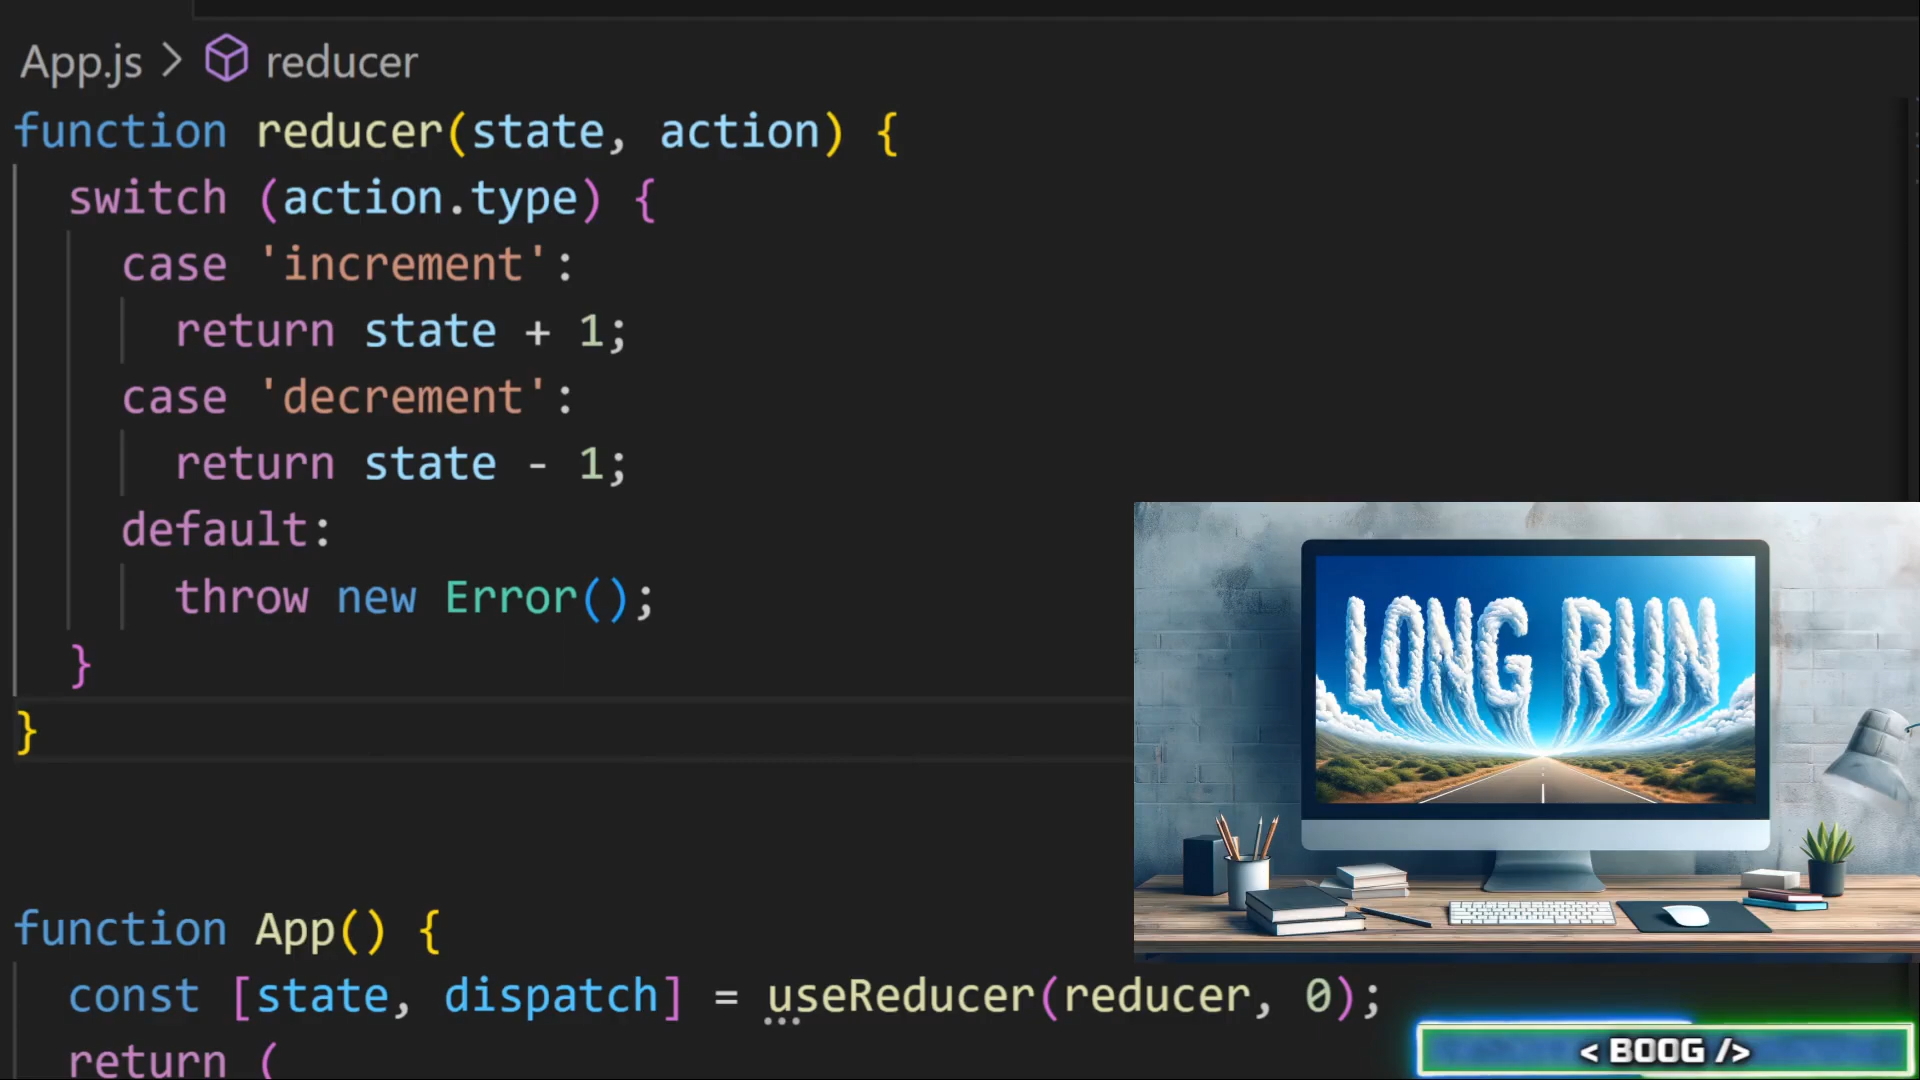 App.js > reducer
function reducer(state, action) {
switch (action.type) {
case 'increment':
return state + 1;
case 'decrement':
return state - 1;
default:
throw new Error();
}
}
function App() {
const [state, dispatch] = useReducer(reducer, 0);
return (
LONG RUN
< BOOG />